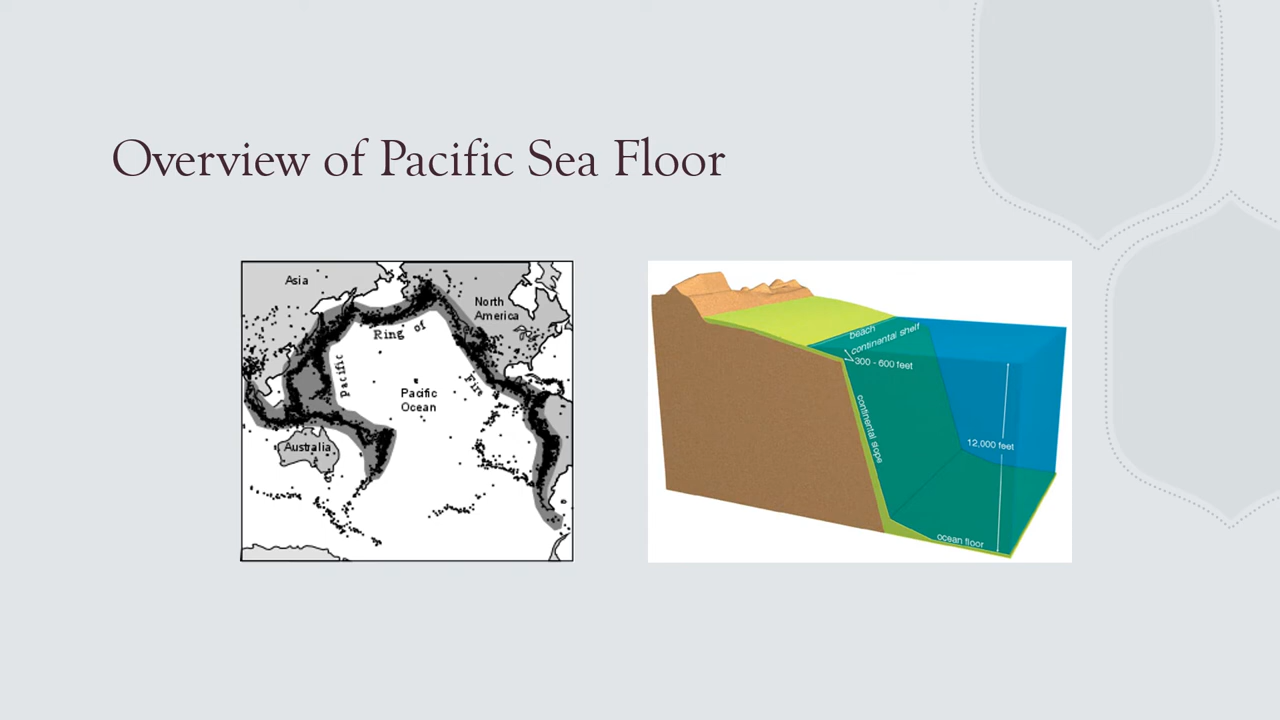 Overview of Pacific Sea Floor
Asia
North
America
Ring of
Pacific
Fire
Pacific
Ocean
Australia
beach
continental shelf
300 - 600 feet
continental slope
12,000 feet
ocean floor